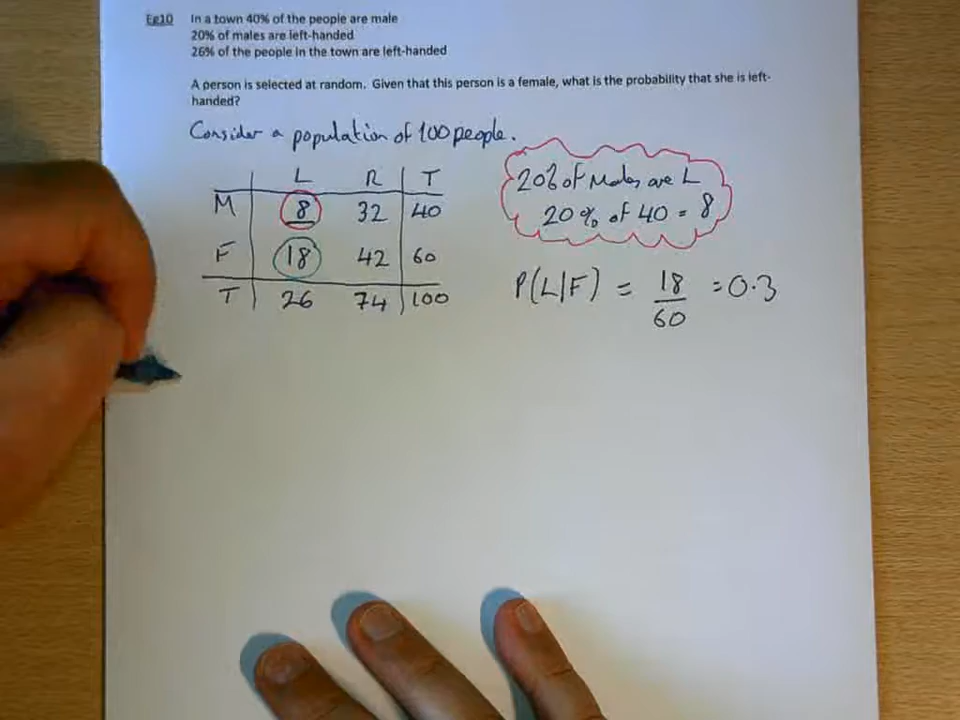 Eg10 In a town 40% of the people are male
20% of males are left-handed
26% of the people in the town are left-handed
A person is selected at random. Given that this person is a female, what is the probability that she is left-
handed?
Consider a population of 100 people.
L R T
M 8 32 40
F 18 42 60
T 26 74 100
20% of Males are L
20% of 40 = 8
P(L|F) = 18/60 = 0.3